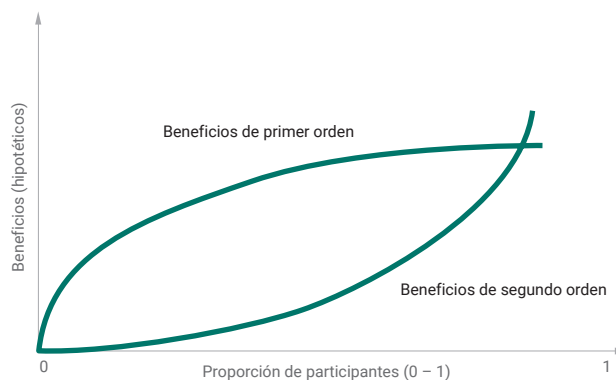 Beneficios (hipotéticos)
Beneficios de primer orden
Beneficios de segundo orden
0
Proporción de participantes (0 – 1)
1